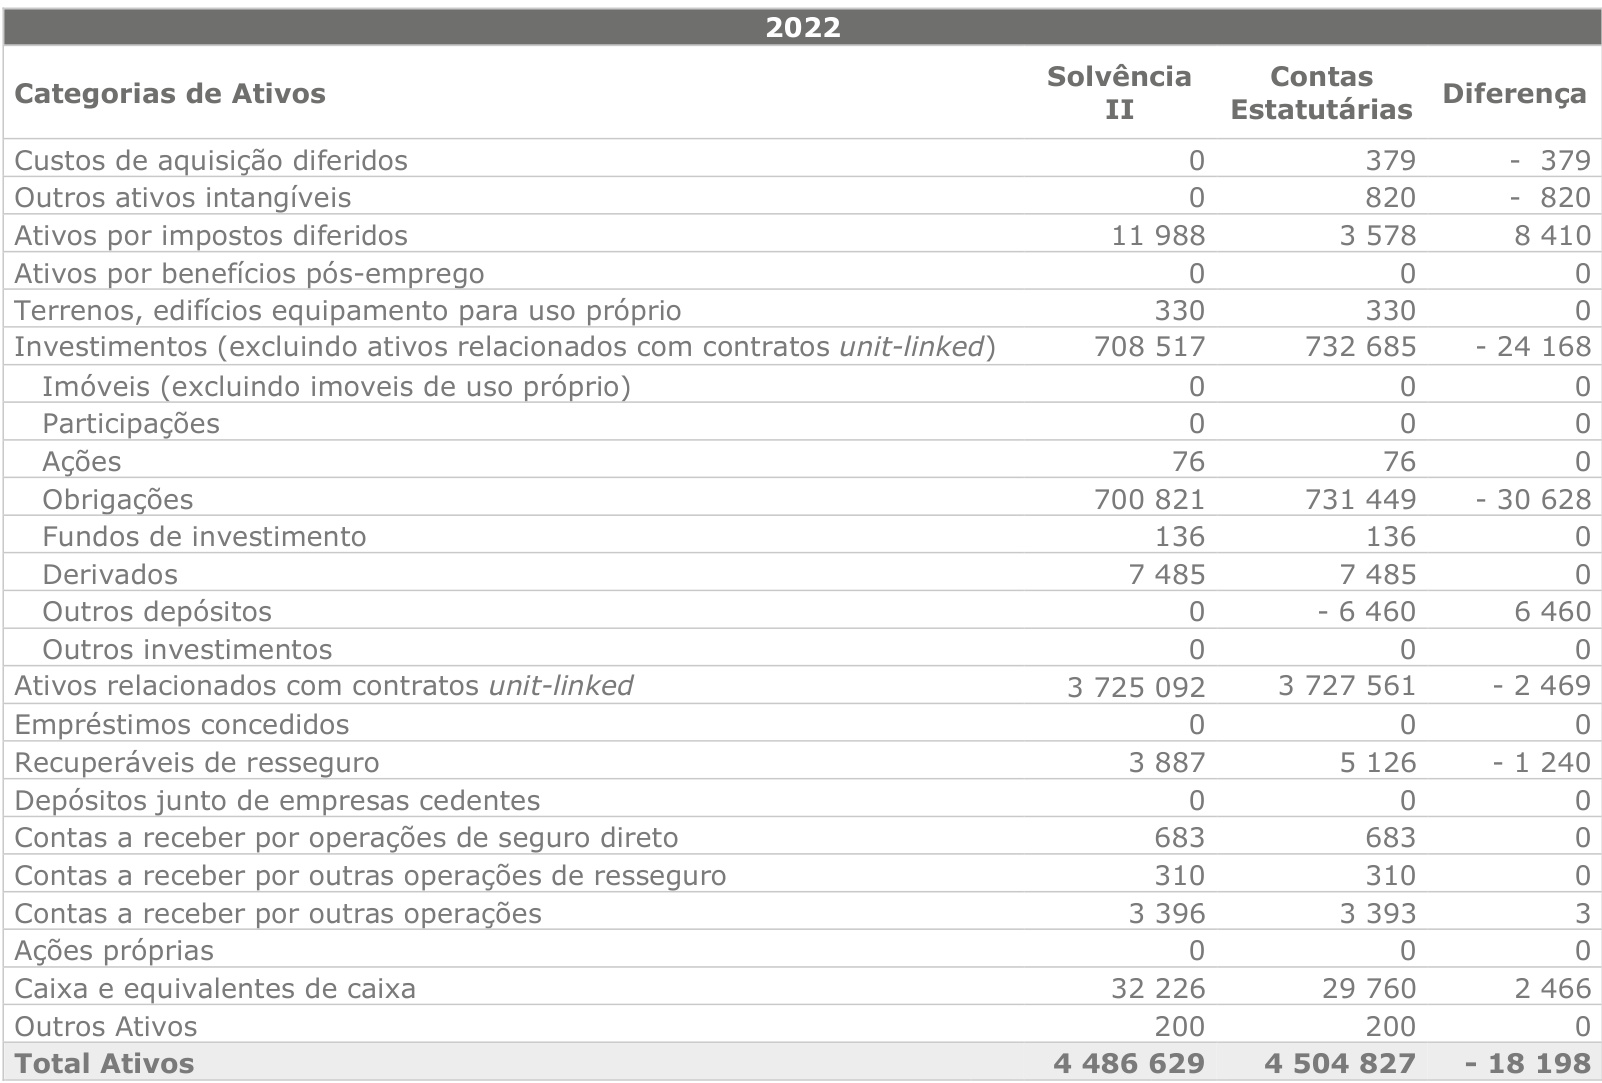 2022
Categorias de Ativos Solvência II Contas Estatutárias Diferença
Custos de aquisição diferidos 0 379 - 379
Outros ativos intangíveis 0 820 - 820
Ativos por impostos diferidos 11 988 3 578 8 410
Ativos por benefícios pós-emprego 0 0 0
Terrenos, edifícios equipamento para uso próprio 330 330 0
Investimentos (excluindo ativos relacionados com contratos unit-linked) 708 517 732 685 - 24 168
Imóveis (excluindo imoveis de uso próprio) 0 0 0
Participações 0 0 0
Ações 76 76 0
Obrigações 700 821 731 449 - 30 628
Fundos de investimento 136 136 0
Derivados 7 485 7 485 0
Outros depósitos 0 - 6 460 6 460
Outros investimentos 0 0 0
Ativos relacionados com contratos unit-linked 3 725 092 3 727 561 - 2 469
Empréstimos concedidos 0 0 0
Recuperáveis de resseguro 3 887 5 126 - 1 240
Depósitos junto de empresas cedentes 0 0 0
Contas a receber por operações de seguro direto 683 683 0
Contas a receber por outras operações de resseguro 310 310 0
Contas a receber por outras operações 3 396 3 393 3
Ações próprias 0 0 0
Caixa e equivalentes de caixa 32 226 29 760 2 466
Outros Ativos 200 200 0
Total Ativos 4 486 629 4 504 827 - 18 198